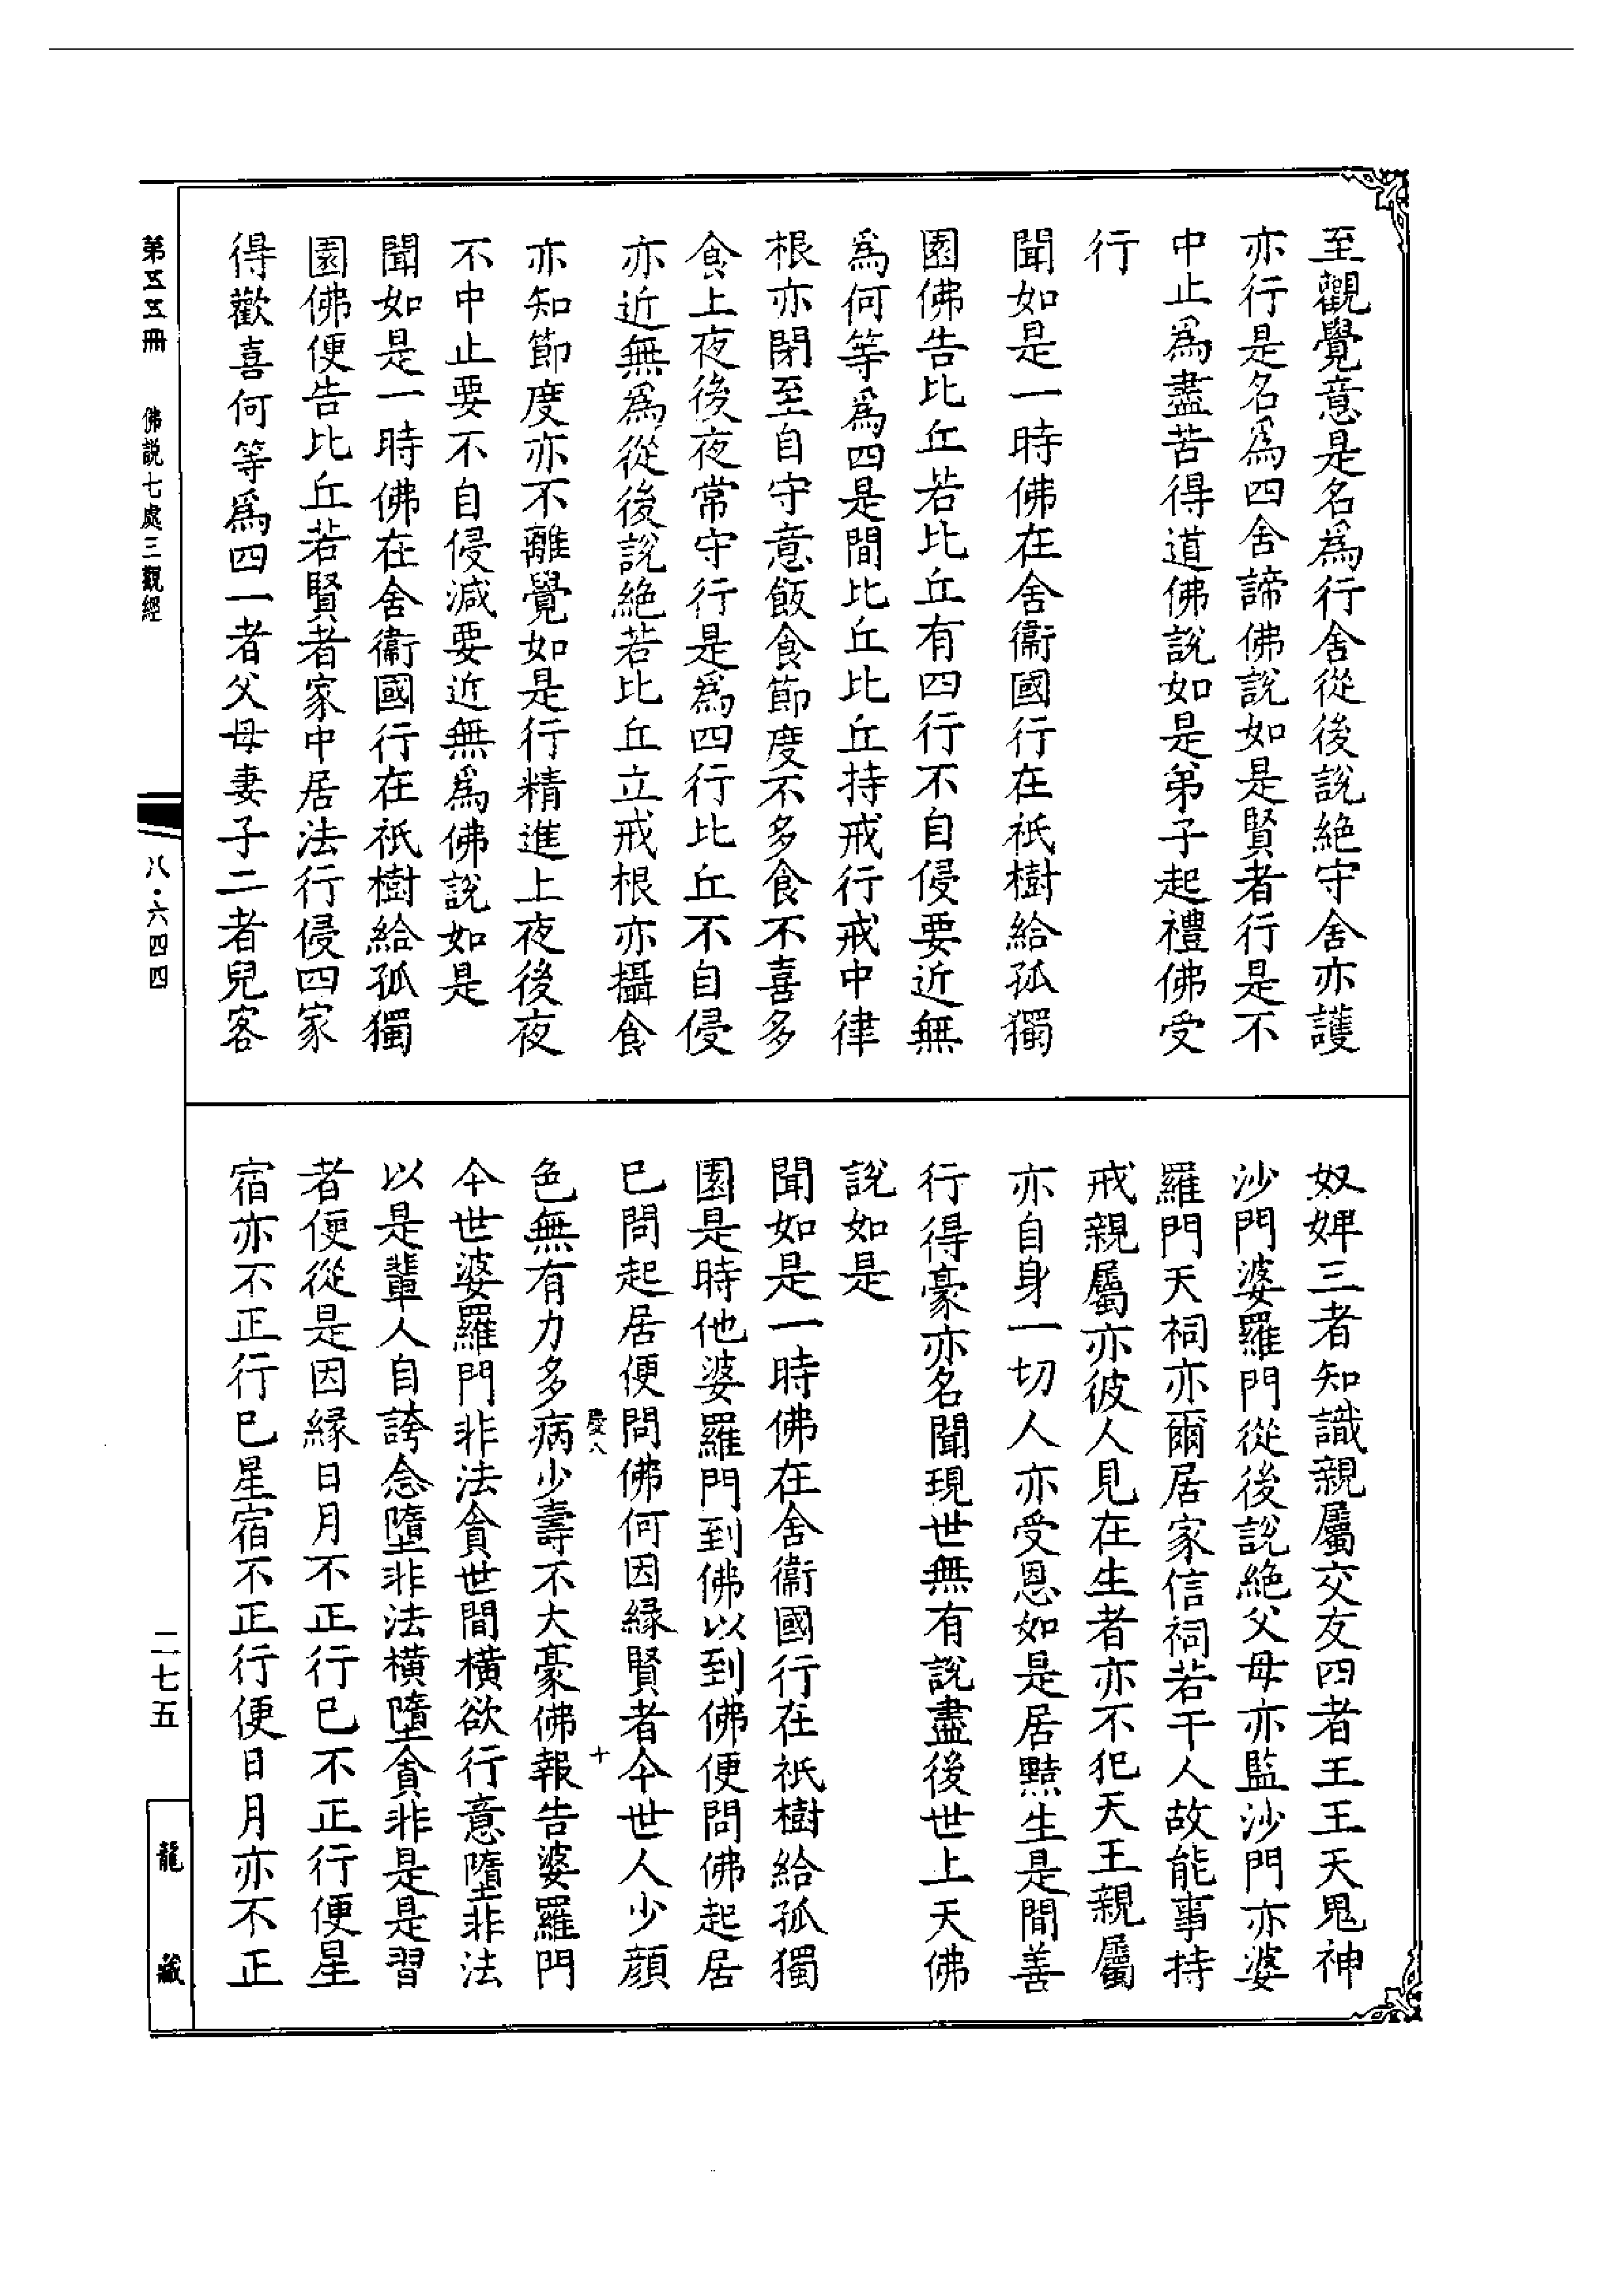 至觀覺意是名為行舍從後說絶守舍亦護
亦行是名為四舍諦佛說如是賢者行是不
中止為盡苦得道佛說如是弟子起禮佛受
行
聞如是一時佛在舍衞國行在祇樹給孤獨
園佛告比丘若比丘有四行不自侵要近無
為何等為四是間比丘比丘持戒行戒中律
根亦閉至自守意飯食節度不多食不喜多
食上夜後夜常守行是為四行比丘不自侵
亦近無為從後說絶若比丘立戒根亦攝食
亦知節度亦不離覺如是行精進上夜後夜
不中止要不自侵減要近無為佛說如是
聞如是一時佛在舍衞國行在祇樹給孤獨
園佛便告比丘若賢者家中居法行侵四家
得歡喜何等為四一者父母妻子二者兒客
奴婢三者知識親屬交友四者王王天鬼神
沙門婆羅門從後說絶父母亦監沙門亦婆
羅門天祠亦爾居家信祠若干人故能事持
戒親屬亦彼人見在生者亦不犯天王親屬
亦自身一切人亦受恩如是居黠生是間善
行得豪亦名聞現世無有說盡後世上天佛
說如是
聞如是一時佛在舍衞國行在祇樹給孤獨
園是時他婆羅門到佛以到佛便問佛起居
已問起居便問佛何因緣賢者今世人少顔
慶八 十
色無有力多病少壽不大豪佛報告婆羅門
今世婆羅門非法貪世間橫欲行意墮非法
以是輩人自誇念墮非法橫墮貪非是是習
者便從是因緣日月不正行已不正行便星
宿亦不正行已星宿不正行便日月亦不正
第五五冊 佛說七處三觀經
八·六四四
二七五
龍藏